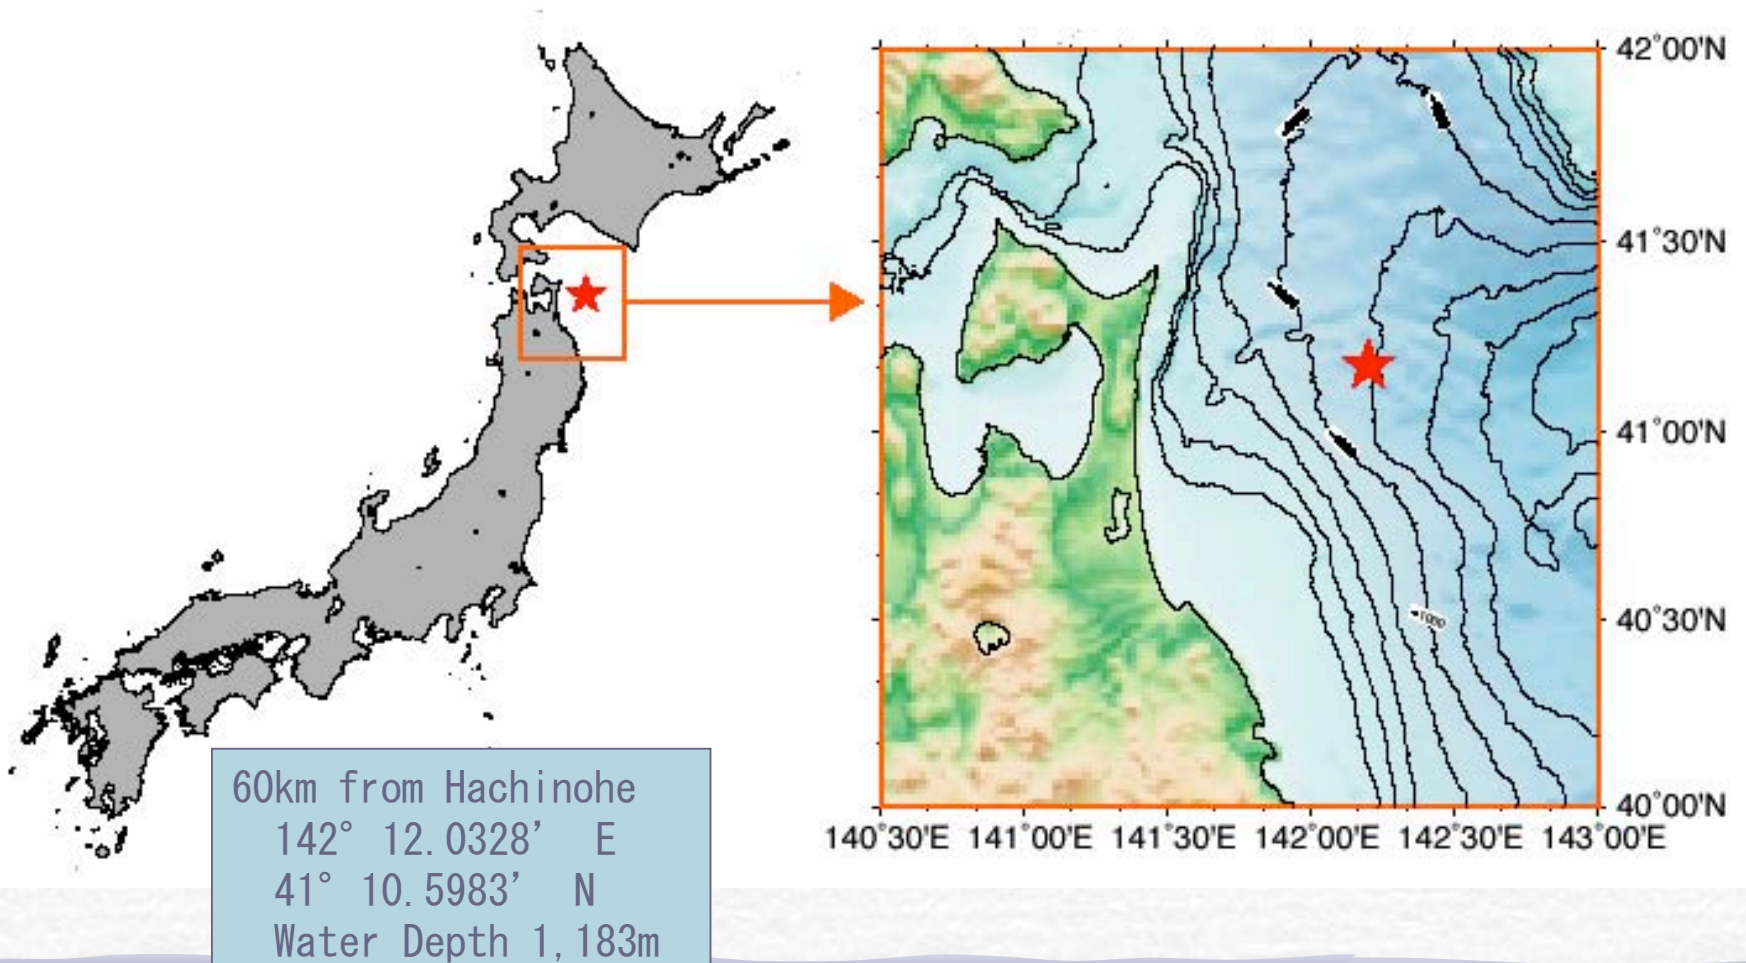 42°00'N
41°30'N
41°00'N
40°30'N
40°00'N
140°30'E 141°00'E 141°30'E 142°00'E 142°30'E 143°00'E
60km from Hachinohe
142° 12.0328’ E
41° 10.5983’ N
Water Depth 1,183m